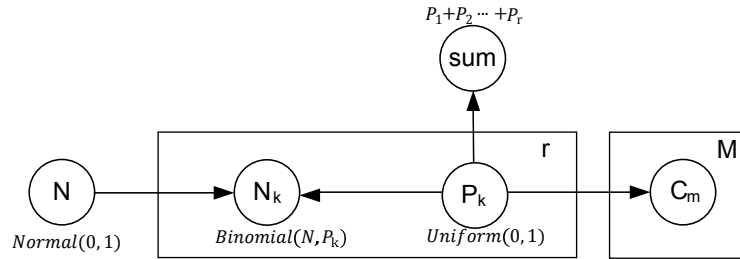 P₁+P₂ ⋯ +Pᵣ
sum
r
M
N
Nₖ
Pₖ
Cₘ
Normal(0, 1)
Binomial(N, Pₖ)
Uniform(0, 1)